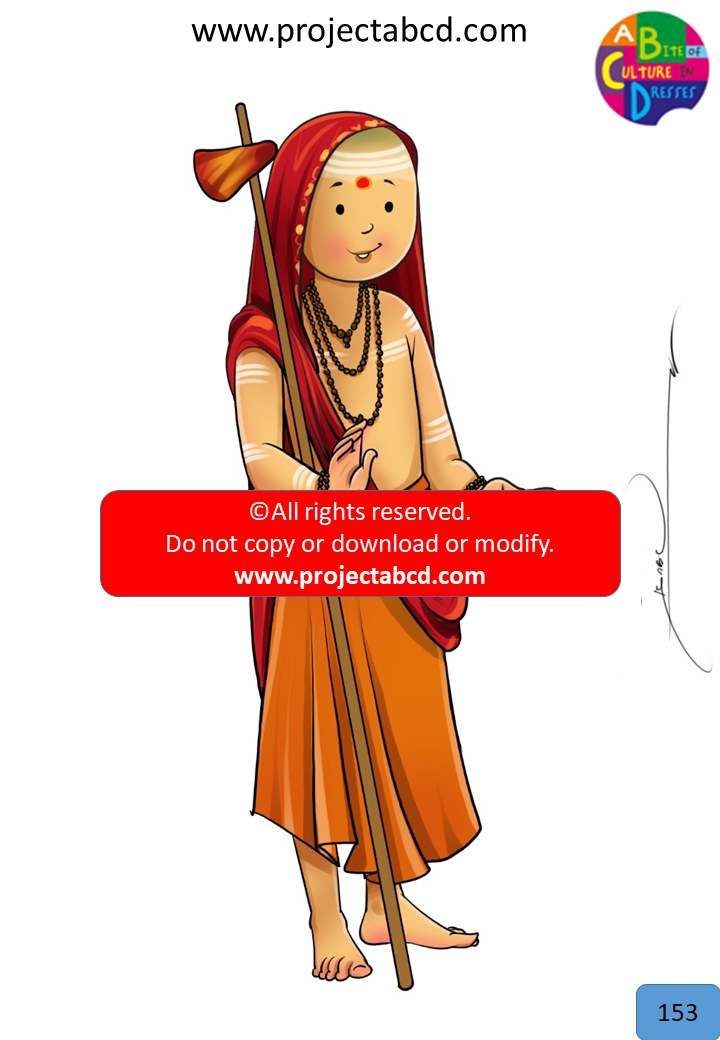 www.projectabcd.com
A BITE OF
CULTURE IN
DRESSES
©All rights reserved.
Do not copy or download or modify.
www.projectabcd.com
153